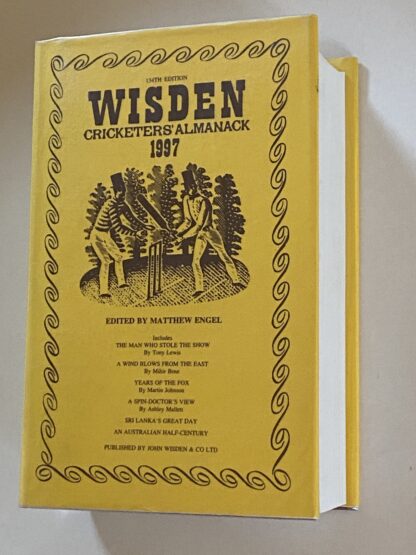 134TH EDITION
WISDEN
CRICKETERS' ALMANACK
1997
EDITED BY MATTHEW ENGEL
Includes
THE MAN WHO STOLE THE SHOW
By Tony Lewis
A WIND BLOWS FROM THE EAST
By Mihir Bose
YEARS OF THE FOX
By Martin Johnson
A SPIN-DOCTOR'S VIEW
By Ashley Mallett
SRI LANKA'S GREAT DAY
AN AUSTRALIAN HALF-CENTURY
PUBLISHED BY JOHN WISDEN & CO LTD